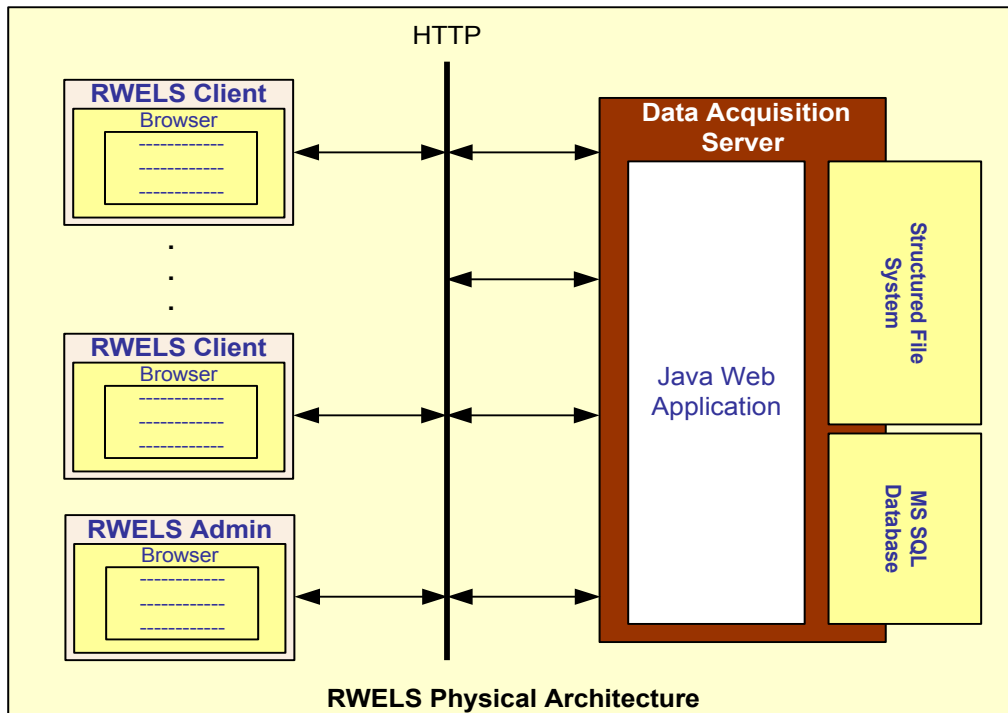 HTTP
RWELS Client
Browser
------------
------------
------------
.
.
.
RWELS Client
Browser
------------
------------
------------
RWELS Admin
Browser
------------
------------
------------
Data Acquisition
Server
Java Web
Application
Structured File
System
MS SQL
Database
RWELS Physical Architecture